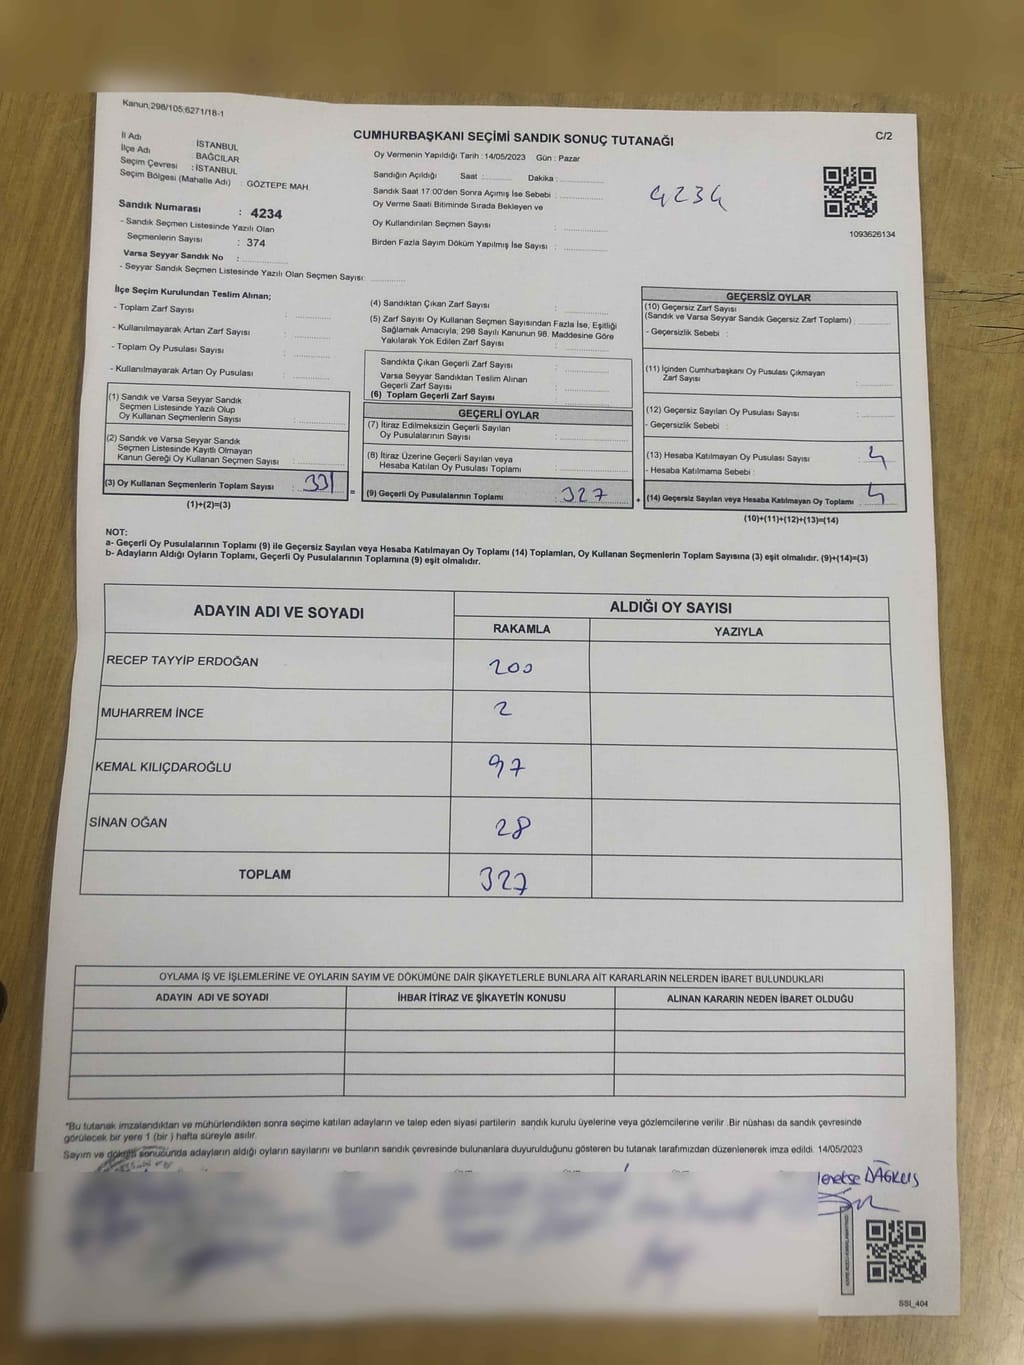 Kanun:298/105;6271/18-1
C/2
CUMHURBAŞKANI SEÇİMİ SANDIK SONUÇ TUTANAĞI
İl Adı İSTANBUL
İlçe Adı : BAĞCILAR
Seçim Çevresi : İSTANBUL
Seçim Bölgesi (Mahalle Adı) : GÖZTEPE MAH.
Sandık Numarası : 4234
- Sandık Seçmen Listesinde Yazılı Olan
Seçmenlerin Sayısı : 374
Varsa Seyyar Sandık No :
- Seyyar Sandık Seçmen Listesinde Yazılı Olan Seçmen Sayısı:
Oy Vermenin Yapıldığı Tarih : 14/05/2023 Gün : Pazar
Sandığın Açıldığı Saat : Dakika :
Sandık Saat 17:00'den Sonra Açımış İse Sebebi :
Oy Verme Saati Bitiminde Sırada Bekleyen ve
Oy Kullandırılan Seçmen Sayısı :
Birden Fazla Sayım Döküm Yapılmış İse Sayısı :
4234
1093626134
İlçe Seçim Kurulundan Teslim Alınan;
- Toplam Zarf Sayısı :
- Kullanılmayarak Artan Zarf Sayısı :
- Toplam Oy Pusulası Sayısı :
- Kullanılmayarak Artan Oy Pusulası :
(1) Sandık ve Varsa Seyyar Sandık
Seçmen Listesinde Yazılı Olup
Oy Kullanan Seçmenlerin Sayısı :
(2) Sandık ve Varsa Seyyar Sandık
Seçmen Listesinde Kayıtlı Olmayan
Kanun Gereği Oy Kullanan Seçmen Sayısı :
(3) Oy Kullanan Seçmenlerin Toplam Sayısı : 331 =
(1)+(2)=(3)
(4) Sandıktan Çıkan Zarf Sayısı :
(5) Zarf Sayısı Oy Kullanan Seçmen Sayısından Fazla İse, Eşitliği
Sağlamak Amacıyla, 298 Sayılı Kanunun 98. Maddesine Göre
Yakılarak Yok Edilen Zarf Sayısı :
Sandıkta Çıkan Geçerli Zarf Sayısı :
Varsa Seyyar Sandıktan Teslim Alınan
Geçerli Zarf Sayısı :
(6) Toplam Geçerli Zarf Sayısı :
GEÇERLİ OYLAR
(7) İtiraz Edilmeksizin Geçerli Sayılan
Oy Pusulalarının Sayısı :
(8) İtiraz Üzerine Geçerli Sayılan veya
Hesaba Katılan Oy Pusulası Toplamı :
(9) Geçerli Oy Pusulalarının Toplamı : 327 +
GEÇERSİZ OYLAR
(10) Geçersiz Zarf Sayısı
(Sandık ve Varsa Seyyar Sandık Geçersiz Zarf Toplamı) :
- Geçersizlik Sebebi :
(11) İçinden Cumhurbaşkanı Oy Pusulası Çıkmayan
Zarf Sayısı :
(12) Geçersiz Sayılan Oy Pusulası Sayısı :
- Geçersizlik Sebebi :
(13) Hesaba Katılmayan Oy Pusulası Sayısı : 4
- Hesaba Katılmama Sebebi :
(14) Geçersiz Sayılan veya Hesaba Katılmayan Oy Toplamı : 4
(10)+(11)+(12)+(13)=(14)
NOT:
a- Geçerli Oy Pusulalarının Toplamı (9) ile Geçersiz Sayılan veya Hesaba Katılmayan Oy Toplamı (14) Toplamları, Oy Kullanan Seçmenlerin Toplam Sayısına (3) eşit olmalıdır. (9)+(14)=(3)
b- Adayların Aldığı Oyların Toplamı, Geçerli Oy Pusulalarının Toplamına (9) eşit olmalıdır.
ADAYIN ADI VE SOYADI ALDIĞI OY SAYISI
RAKAMLA YAZIYLA
RECEP TAYYİP ERDOĞAN 200
MUHARREM İNCE 2
KEMAL KILIÇDAROĞLU 97
SİNAN OĞAN 28
TOPLAM 327
OYLAMA İŞ VE İŞLEMLERİNE VE OYLARIN SAYIM VE DÖKÜMÜNE DAİR ŞİKAYETLERLE BUNLARA AİT KARARLARIN NELERDEN İBARET BULUNDUKLARI
ADAYIN ADI VE SOYADI İHBAR İTİRAZ VE ŞİKAYETİN KONUSU ALINAN KARARIN NEDEN İBARET OLDUĞU
*Bu tutanak imzalandıktan ve mühürlendikten sonra seçime katılan adayların ve talep eden siyasi partilerin sandık kurulu üyelerine veya gözlemcilerine verilir. Bir nüshası da sandık çevresinde
görülecek bir yere 1 (bir ) hafta süreyle asılır.
Sayım ve döküm sonucunda adayların aldığı oyların sayılarını ve bunların sandık çevresinde bulunanlara duyurulduğunu gösteren bu tutanak tarafımızdan düzenlenerek imza edildi. 14/05/2023
SSI_404